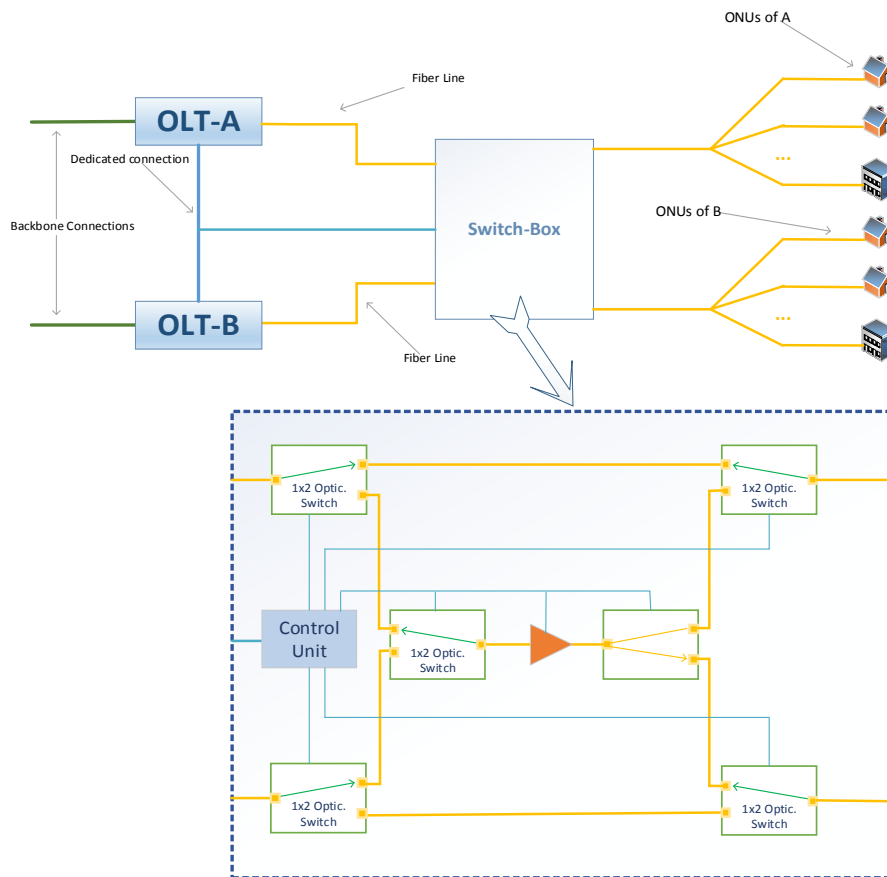 ONUs of A
Fiber Line
OLT-A
Dedicated connection
...
Backbone Connections
ONUs of B
Switch-Box
OLT-B
...
Fiber Line
1x2 Optic.
Switch
1x2 Optic.
Switch
Control
Unit
1x2 Optic.
Switch
1x2 Optic.
Switch
1x2 Optic.
Switch